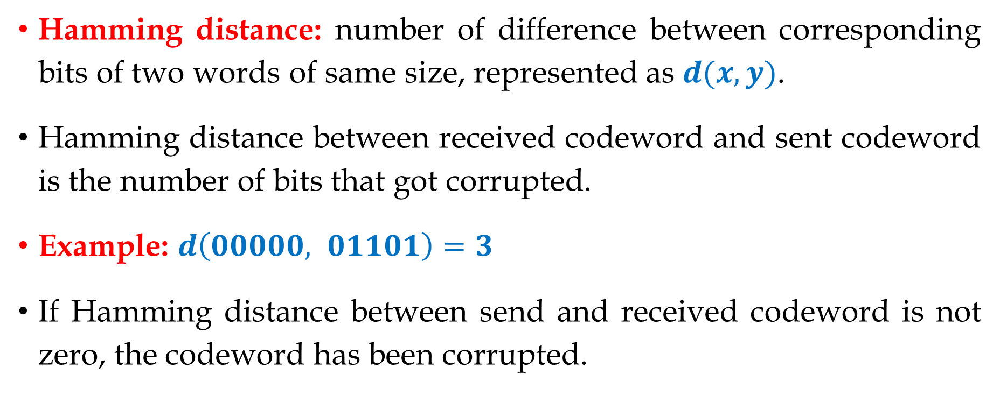 • Hamming distance: number of difference between corresponding
bits of two words of same size, represented as d(x, y).
• Hamming distance between received codeword and sent codeword
is the number of bits that got corrupted.
• Example: d(00000, 01101) = 3
• If Hamming distance between send and received codeword is not
zero, the codeword has been corrupted.